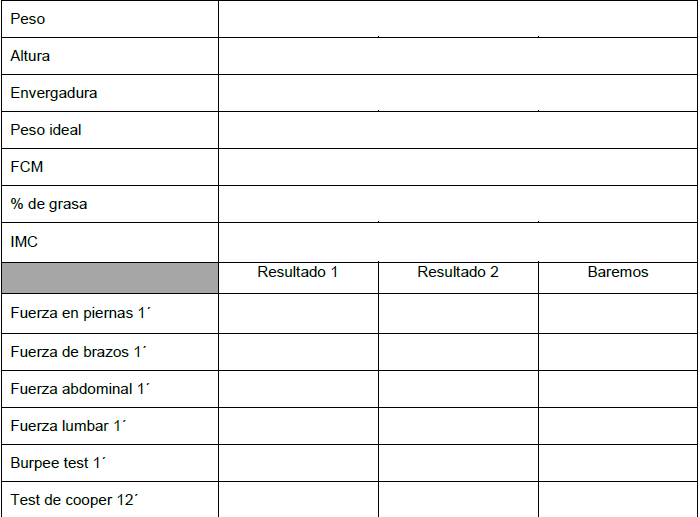 Peso
Altura
Envergadura
Peso ideal
FCM
% de grasa
IMC
Resultado 1 Resultado 2 Baremos
Fuerza en piernas 1´
Fuerza de brazos 1´
Fuerza abdominal 1´
Fuerza lumbar 1´
Burpee test 1´
Test de cooper 12´